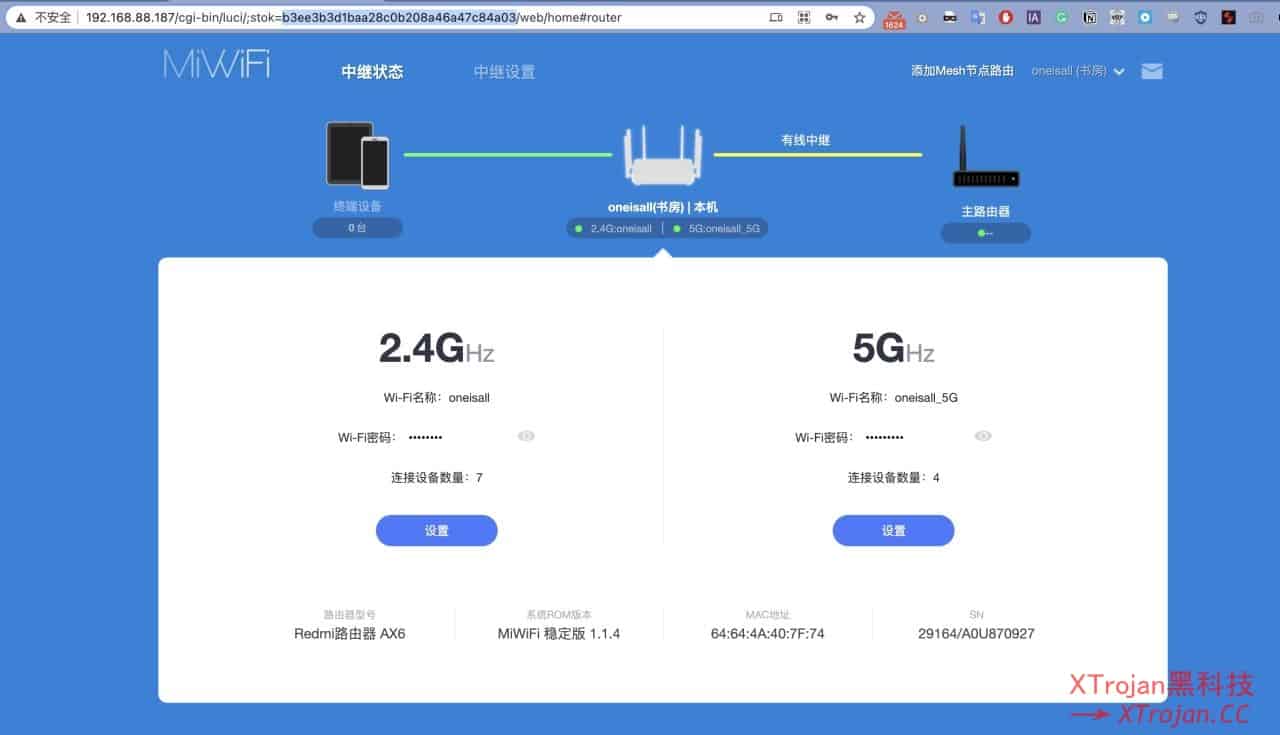 不安全 192.168.88.187/cgi-bin/luci/;stok=b3ee3b3d1baa28c0b208a46a47c84a03/web/home#router
1624
IA
MiWiFi
中继状态
中继设置
添加Mesh节点路由
oneisall (书房)
有线中继
终端设备
0 台
oneisall(书房) | 本机
2.4G:oneisall | 5G:oneisall_5G
主路由器
--
2.4GHz
Wi-Fi名称: oneisall
Wi-Fi密码: ••••••••
连接设备数量: 7
设置
5GHz
Wi-Fi名称: oneisall_5G
Wi-Fi密码: •••••••••
连接设备数量: 4
设置
路由器型号
Redmi路由器 AX6
系统ROM版本
MiWiFi 稳定版 1.1.4
MAC地址
64:64:4A:40:7F:74
SN
29164/A0U870927
XTrojan黑科技
XTrojan.CC